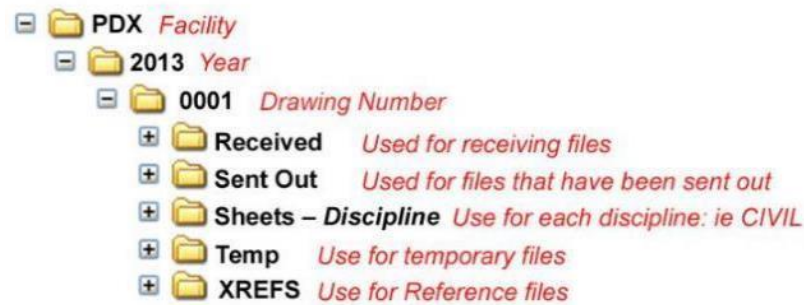 PDX Facility
2013 Year
0001 Drawing Number
Received Used for receiving files
Sent Out Used for files that have been sent out
Sheets – Discipline Use for each discipline: ie CIVIL
Temp Use for temporary files
XREFS Use for Reference files